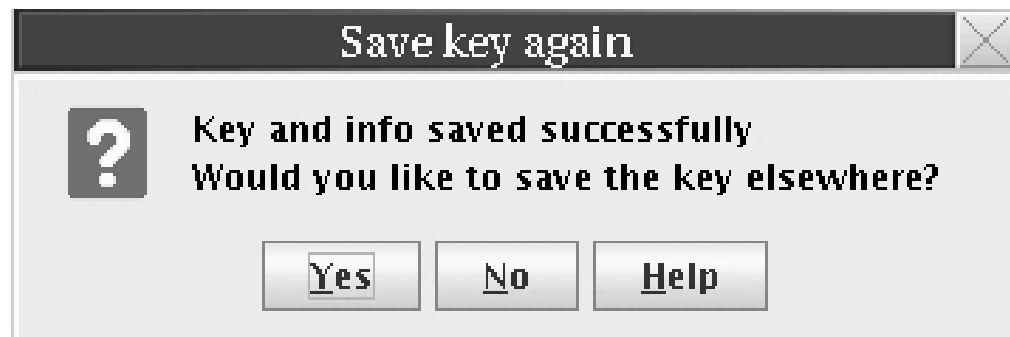 Save key again
Key and info saved successfully
Would you like to save the key elsewhere?
Yes No Help